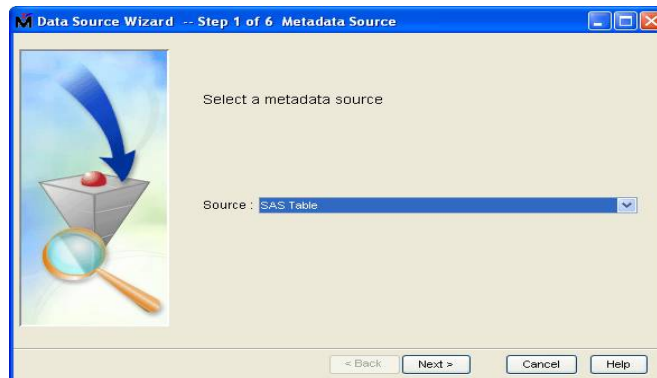 Data Source Wizard -- Step 1 of 6 Metadata Source
Select a metadata source
Source : SAS Table
< Back Next > Cancel Help